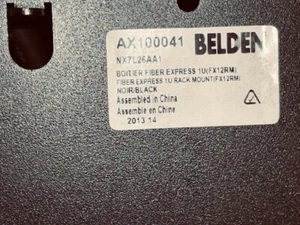 AX100041 BELDEN
NX7L26AA1
BOITIER FIBER EXPRESS 1U(FX12RM)
FIBER EXPRESS 1U RACK MOUNT(FX12RM)
NOIR/BLACK
Assembled in China
Assemble en Chine
2013.14